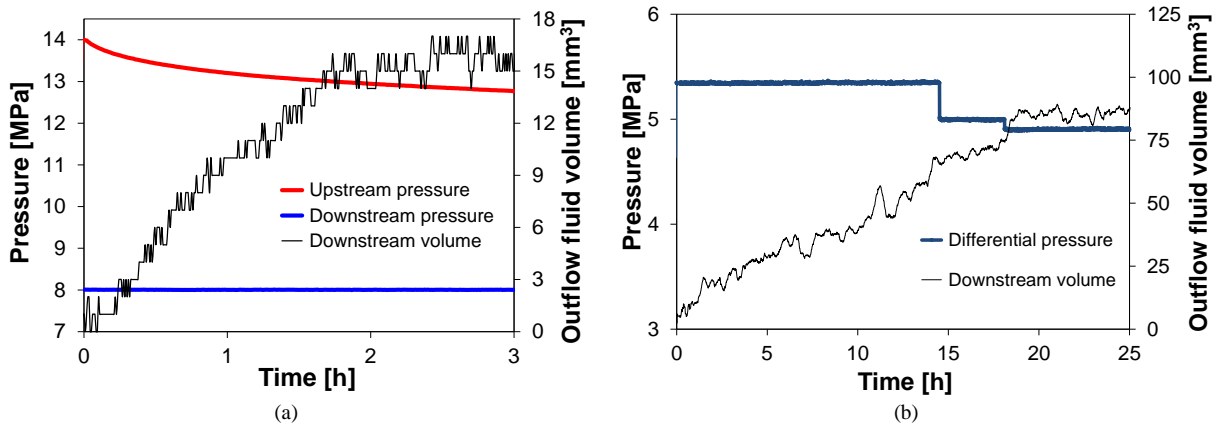 14
13
12
11
10
9
8
7
Pressure [MPa]
18
15
12
9
6
3
0
Outflow fluid volume [mm³]
Upstream pressure
Downstream pressure
Downstream volume
0 1 2 3
Time [h]
(a)
6
5
4
3
Pressure [MPa]
125
100
75
50
25
0
Outflow fluid volume [mm³]
Differential pressure
Downstream volume
0 5 10 15 20 25
Time [h]
(b)